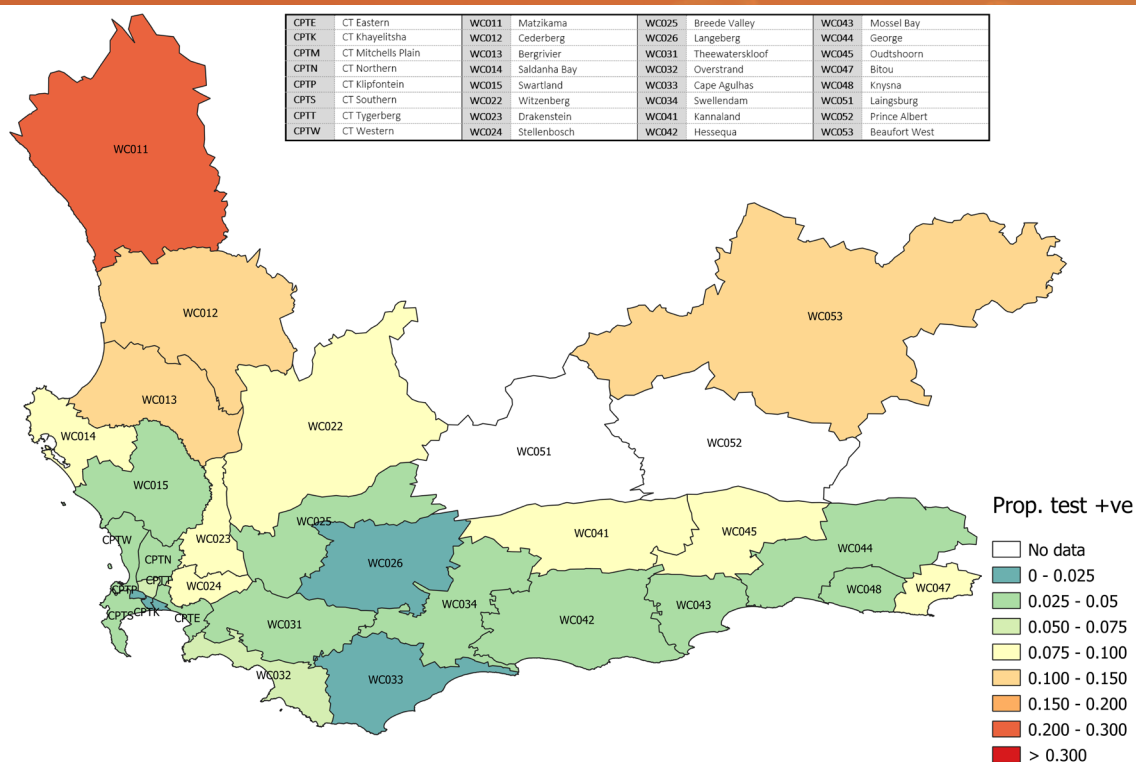 CPTE CT Eastern WC011 Matzikama WC025 Breede Valley WC043 Mossel Bay
CPTK CT Khayelitsha WC012 Cederberg WC026 Langeberg WC044 George
CPTM CT Mitchells Plain WC013 Bergrivier WC031 Theewaterskloof WC045 Oudtshoorn
CPTN CT Northern WC014 Saldanha Bay WC032 Overstrand WC047 Bitou
CPTP CT Klipfontein WC015 Swartland WC033 Cape Agulhas WC048 Knysna
CPTS CT Southern WC022 Witzenberg WC034 Swellendam WC051 Laingsburg
CPTT CT Tygerberg WC023 Drakenstein WC041 Kannaland WC052 Prince Albert
CPTW CT Western WC024 Stellenbosch WC042 Hessequa WC053 Beaufort West
WC011
WC012
WC053
WC013
WC022
WC014
WC051
WC052
WC015
WC025
WC041
WC045
CPTW
WC023
WC044
CPTN
WC026
CPTT
WC024
CPTP
WC048
WC047
WC034
WC043
CPTS
CPTK
CPTE
WC031
WC042
WC032
WC033
Prop. test +ve
No data
0 - 0.025
0.025 - 0.05
0.050 - 0.075
0.075 - 0.100
0.100 - 0.150
0.150 - 0.200
0.200 - 0.300
> 0.300